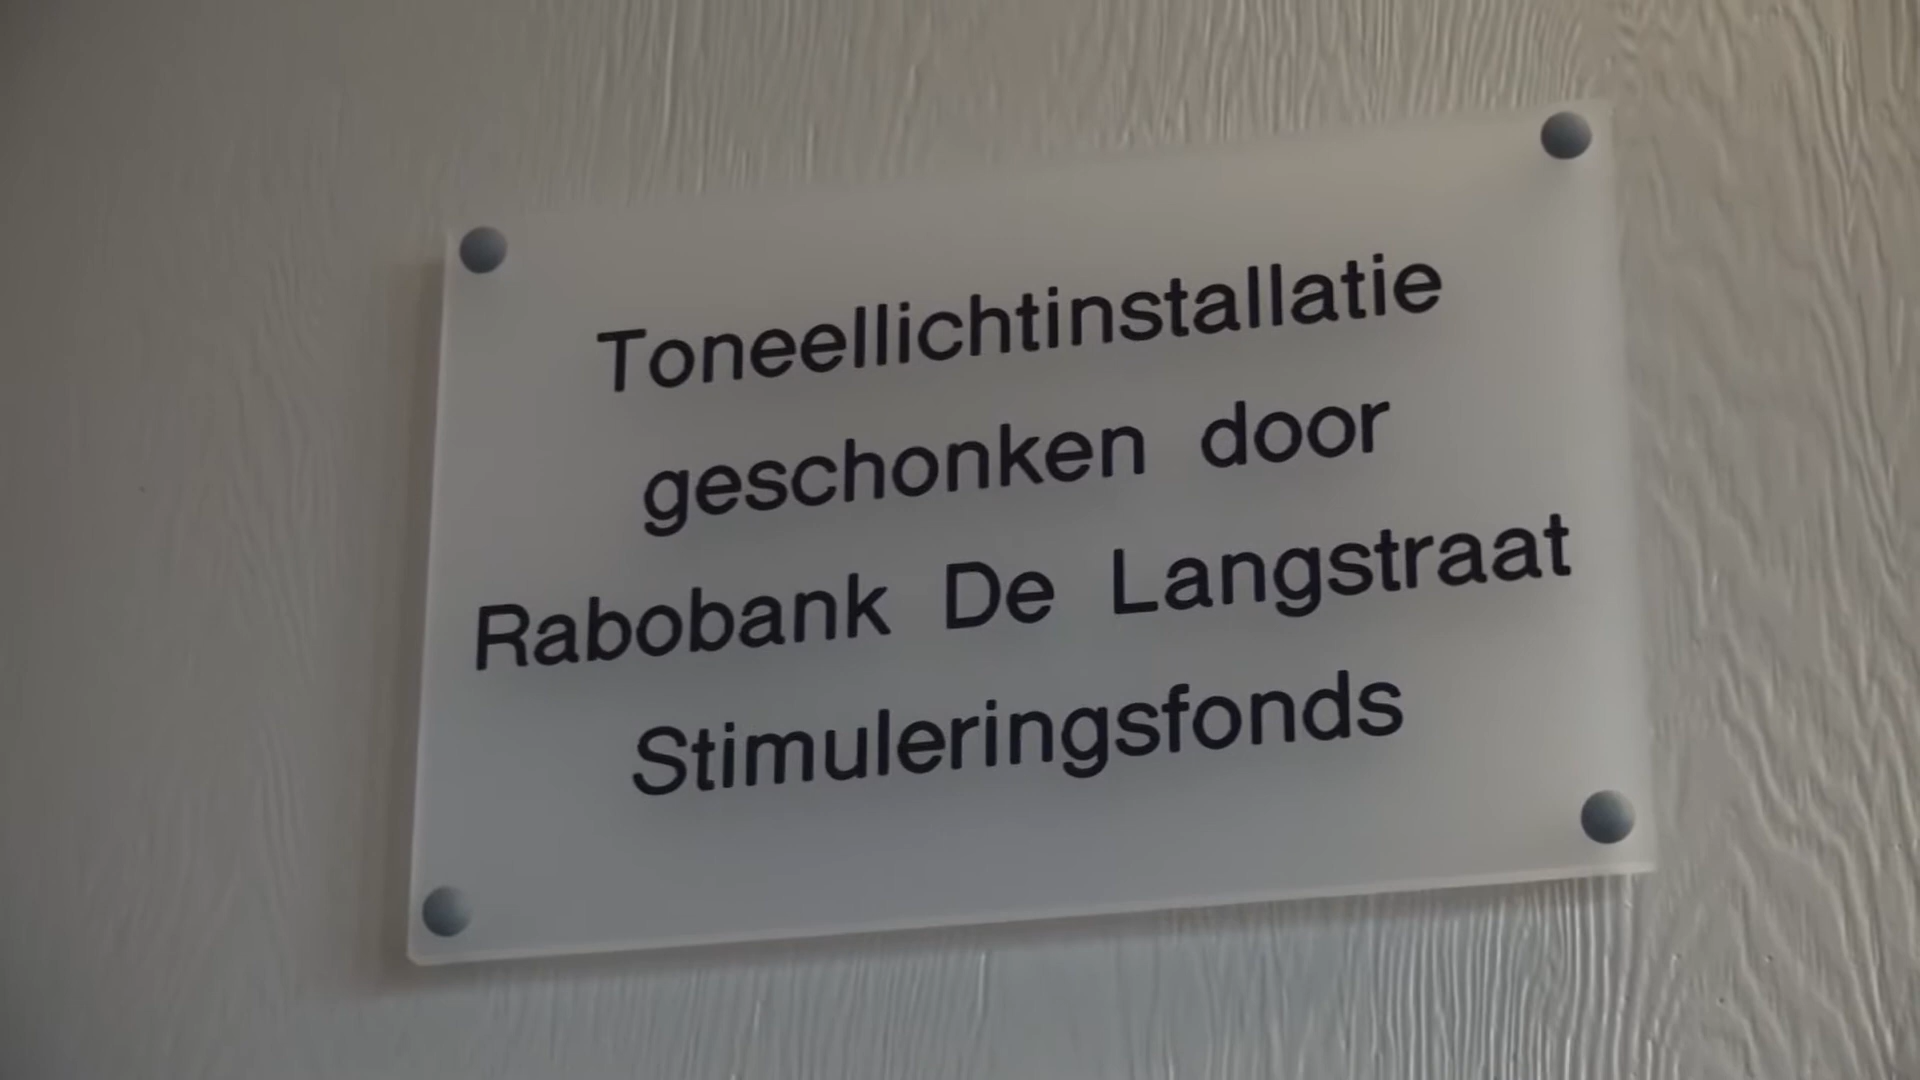 Toneellichtinstallatie
geschonken door
Rabobank De Langstraat
Stimuleringsfonds